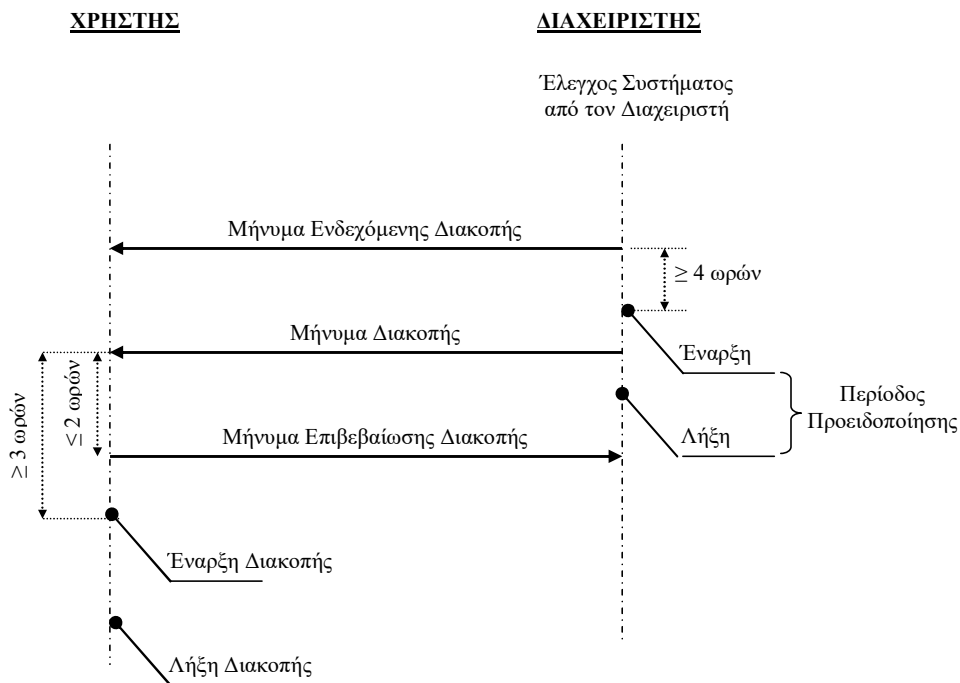 ΧΡΗΣΤΗΣ
ΔΙΑΧΕΙΡΙΣΤΗΣ
Έλεγχος Συστήματος
από τον Διαχειριστή
Μήνυμα Ενδεχόμενης Διακοπής
≥ 4 ωρών
Μήνυμα Διακοπής
Έναρξη
≥ 3 ωρών
≤ 2 ωρών
Περίοδος
Προειδοποίησης
Μήνυμα Επιβεβαίωσης Διακοπής
Λήξη
Έναρξη Διακοπής
Λήξη Διακοπής